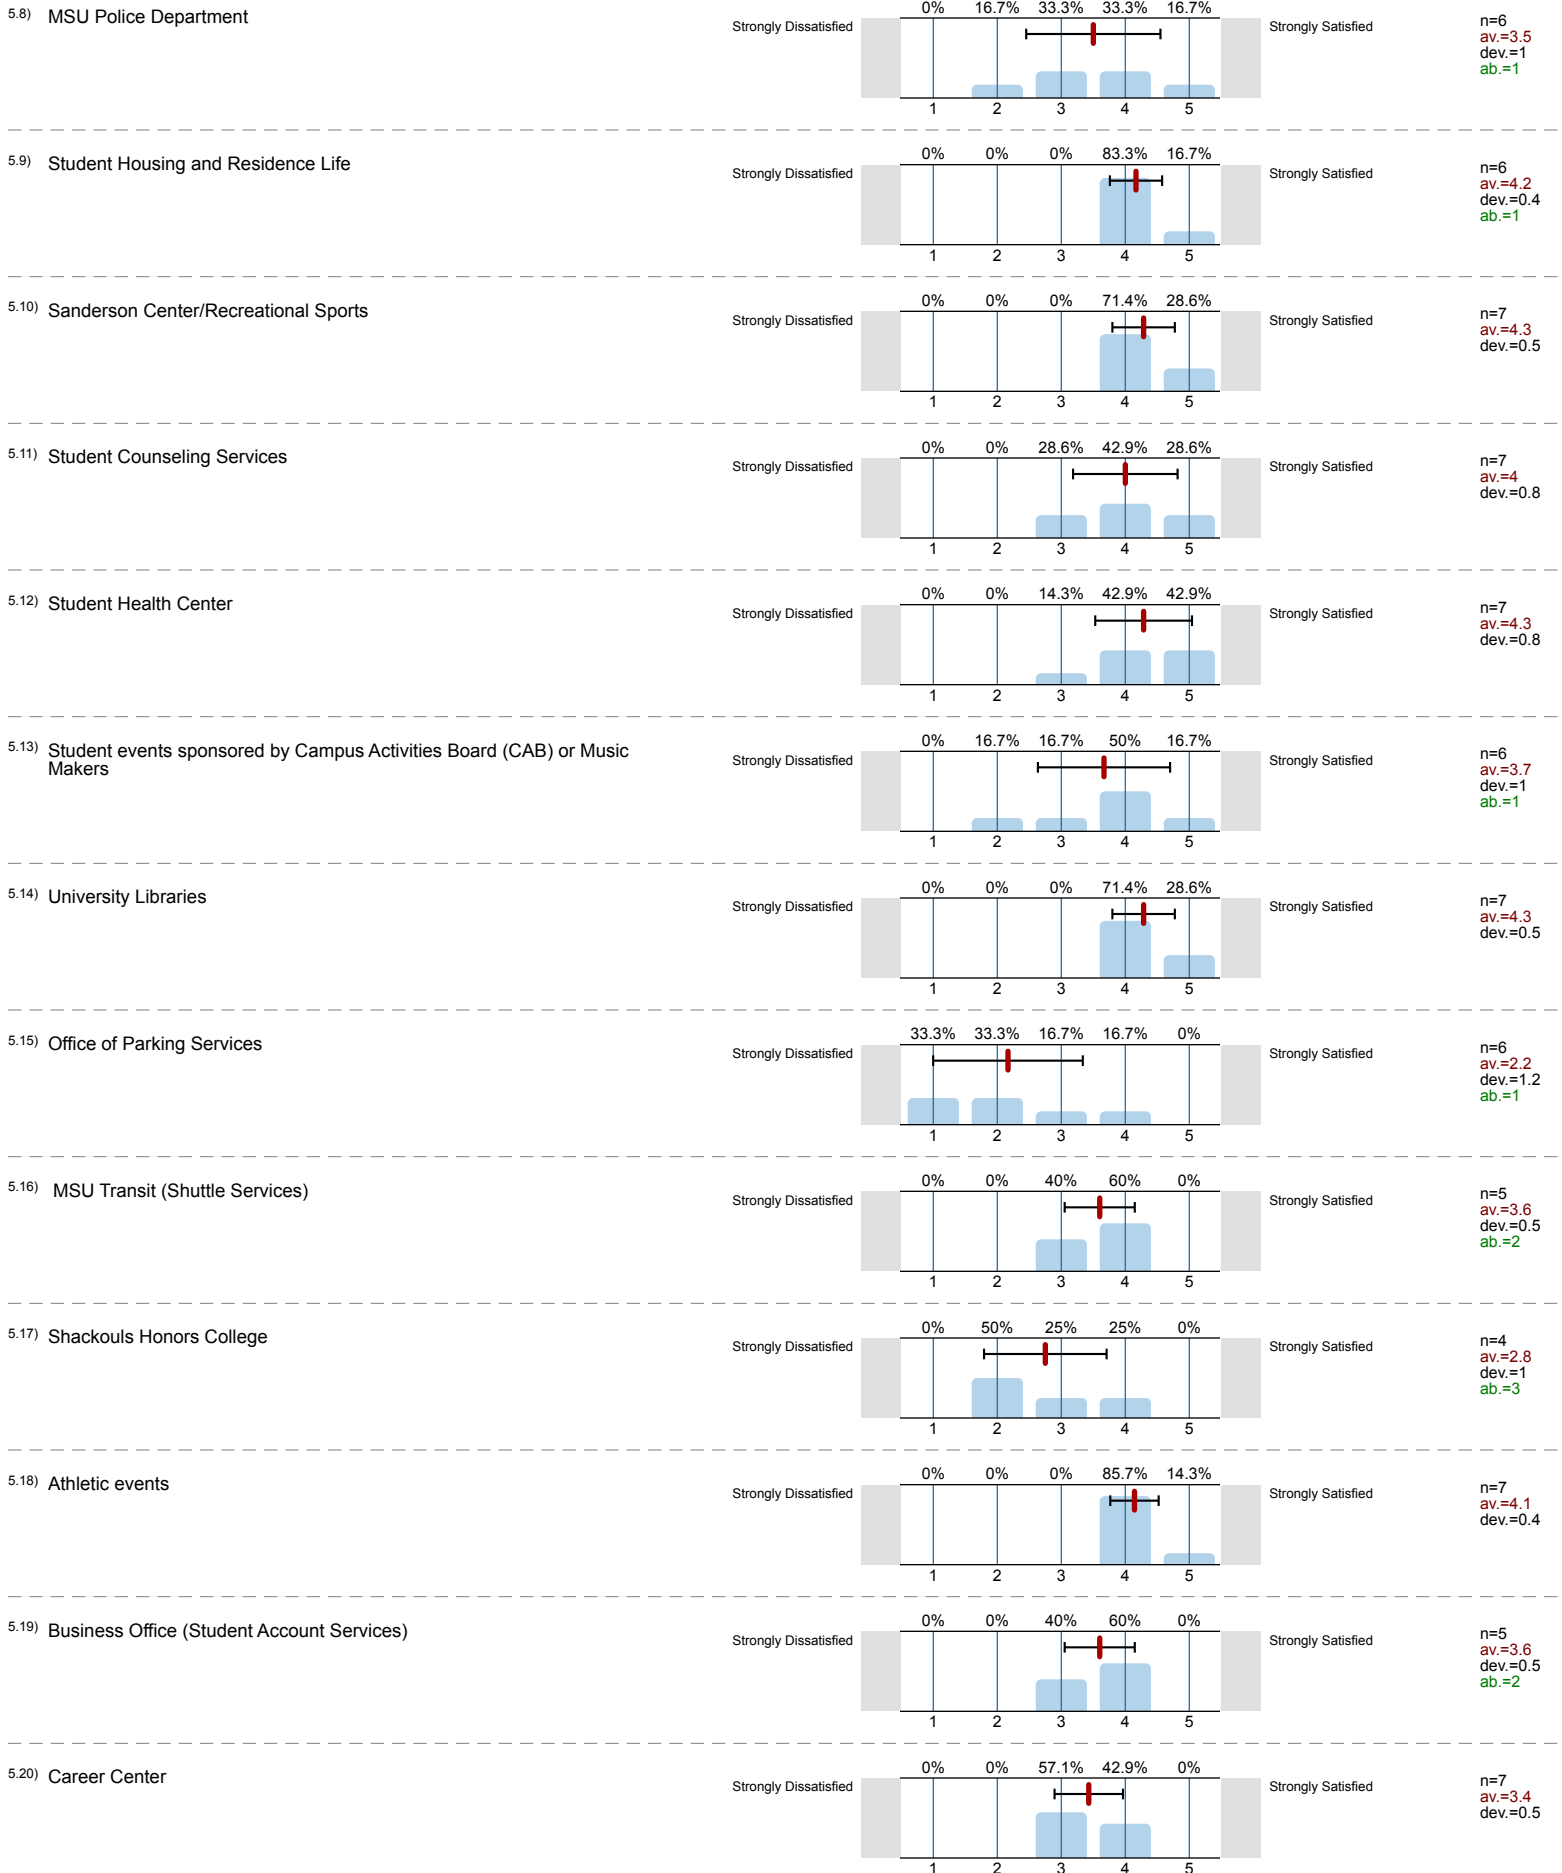 5.8) MSU Police Department
0% 16.7% 33.3% 33.3% 16.7%
Strongly Dissatisfied Strongly Satisfied
n=6
av.=3.5
dev.=1
ab.=1
1 2 3 4 5
5.9) Student Housing and Residence Life
0% 0% 0% 83.3% 16.7%
Strongly Dissatisfied Strongly Satisfied
n=6
av.=4.2
dev.=0.4
ab.=1
1 2 3 4 5
5.10) Sanderson Center/Recreational Sports
0% 0% 0% 71.4% 28.6%
Strongly Dissatisfied Strongly Satisfied
n=7
av.=4.3
dev.=0.5
1 2 3 4 5
5.11) Student Counseling Services
0% 0% 28.6% 42.9% 28.6%
Strongly Dissatisfied Strongly Satisfied
n=7
av.=4
dev.=0.8
1 2 3 4 5
5.12) Student Health Center
0% 0% 14.3% 42.9% 42.9%
Strongly Dissatisfied Strongly Satisfied
n=7
av.=4.3
dev.=0.8
1 2 3 4 5
5.13) Student events sponsored by Campus Activities Board (CAB) or Music
Makers
0% 16.7% 16.7% 50% 16.7%
Strongly Dissatisfied Strongly Satisfied
n=6
av.=3.7
dev.=1
ab.=1
1 2 3 4 5
5.14) University Libraries
0% 0% 0% 71.4% 28.6%
Strongly Dissatisfied Strongly Satisfied
n=7
av.=4.3
dev.=0.5
1 2 3 4 5
5.15) Office of Parking Services
33.3% 33.3% 16.7% 16.7% 0%
Strongly Dissatisfied Strongly Satisfied
n=6
av.=2.2
dev.=1.2
ab.=1
1 2 3 4 5
5.16) MSU Transit (Shuttle Services)
0% 0% 40% 60% 0%
Strongly Dissatisfied Strongly Satisfied
n=5
av.=3.6
dev.=0.5
ab.=2
1 2 3 4 5
5.17) Shackouls Honors College
0% 50% 25% 25% 0%
Strongly Dissatisfied Strongly Satisfied
n=4
av.=2.8
dev.=1
ab.=3
1 2 3 4 5
5.18) Athletic events
0% 0% 0% 85.7% 14.3%
Strongly Dissatisfied Strongly Satisfied
n=7
av.=4.1
dev.=0.4
1 2 3 4 5
5.19) Business Office (Student Account Services)
0% 0% 40% 60% 0%
Strongly Dissatisfied Strongly Satisfied
n=5
av.=3.6
dev.=0.5
ab.=2
1 2 3 4 5
5.20) Career Center
0% 0% 57.1% 42.9% 0%
Strongly Dissatisfied Strongly Satisfied
n=7
av.=3.4
dev.=0.5
1 2 3 4 5